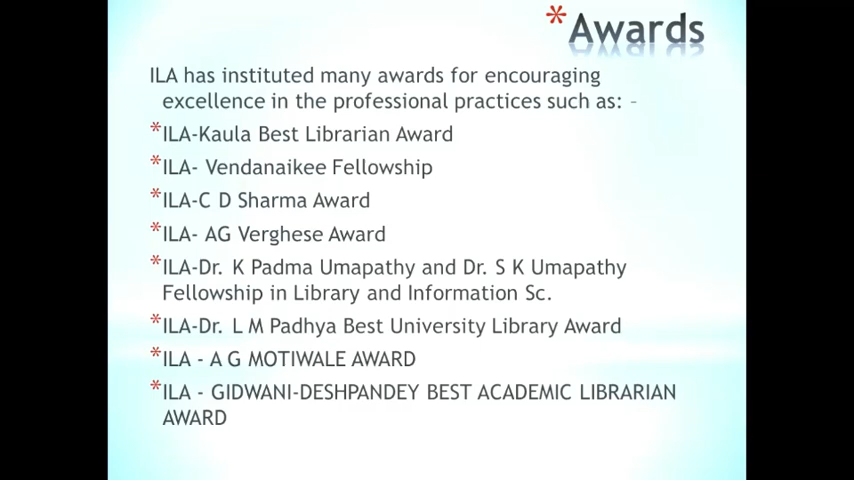 *Awards
ILA has instituted many awards for encouraging
excellence in the professional practices such as: –
*ILA-Kaula Best Librarian Award
*ILA- Vendanaikee Fellowship
*ILA-C D Sharma Award
*ILA- AG Verghese Award
*ILA-Dr. K Padma Umapathy and Dr. S K Umapathy
Fellowship in Library and Information Sc.
*ILA-Dr. L M Padhya Best University Library Award
*ILA - A G MOTIWALE AWARD
*ILA - GIDWANI-DESHPANDEY BEST ACADEMIC LIBRARIAN
AWARD